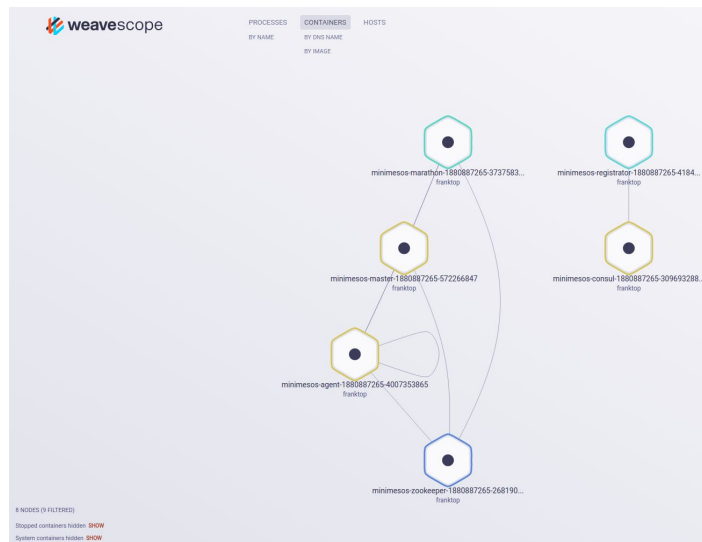 weavescope
PROCESSES CONTAINERS HOSTS
BY NAME BY DNS NAME
BY IMAGE
minimesos-marathon-1880887265-3737583...
franktop
minimesos-registrator-1880887265-4184...
franktop
minimesos-master-1880887265-572266847
franktop
minimesos-consul-1880887265-309693288...
franktop
minimesos-agent-1880887265-4007353865
franktop
minimesos-zookeeper-1880887265-268190...
franktop
8 NODES (9 FILTERED)
Stopped containers hidden SHOW
System containers hidden SHOW